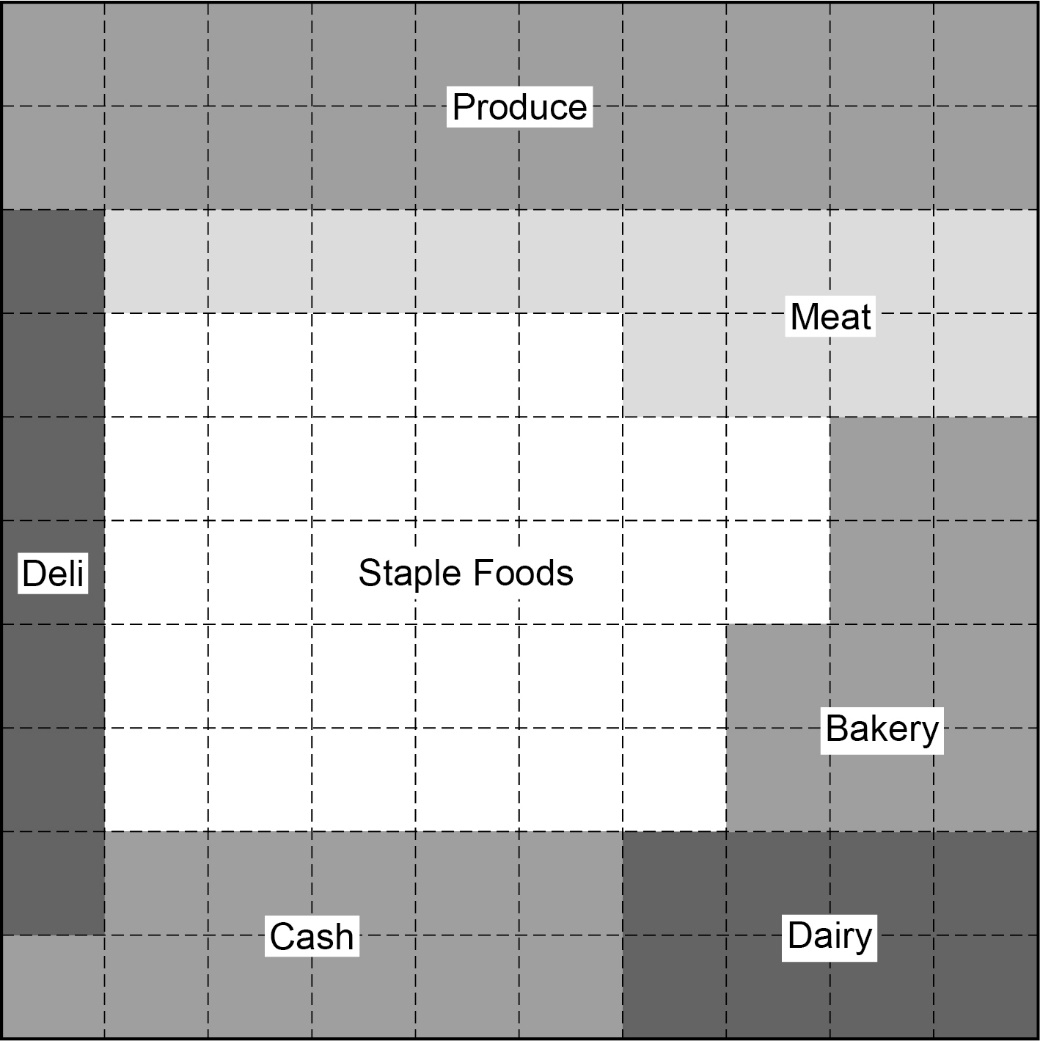 Produce
Meat
Deli
Staple Foods
Bakery
Cash
Dairy